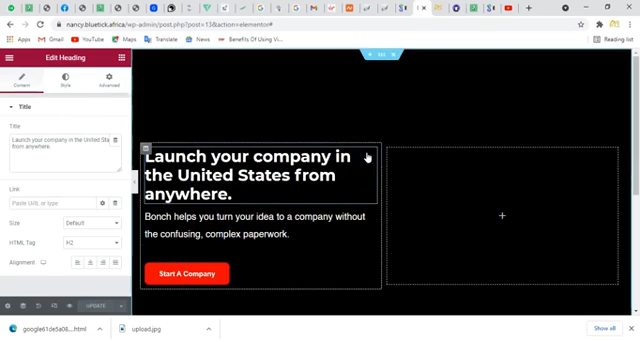 nancy.bluetick.africa/wp-admin/post.php?post=13&action=elementor#
Apps
Gmail
YouTube
Maps
Translate
News
Benefits Of Using Vi...
Reading list
Edit Heading
Content
Style
Advanced
Title
Title
Launch your company in the United Sta
from anywhere.
Link
Paste URL or type
Size
Default
HTML Tag
H2
Alignment
UPDATE
Launch your company in
the United States from
anywhere.
Bonch helps you turn your idea to a company without
the confusing, complex paperwork.
Start A Company
+
google61de5a08....html
upload.jpg
Show all